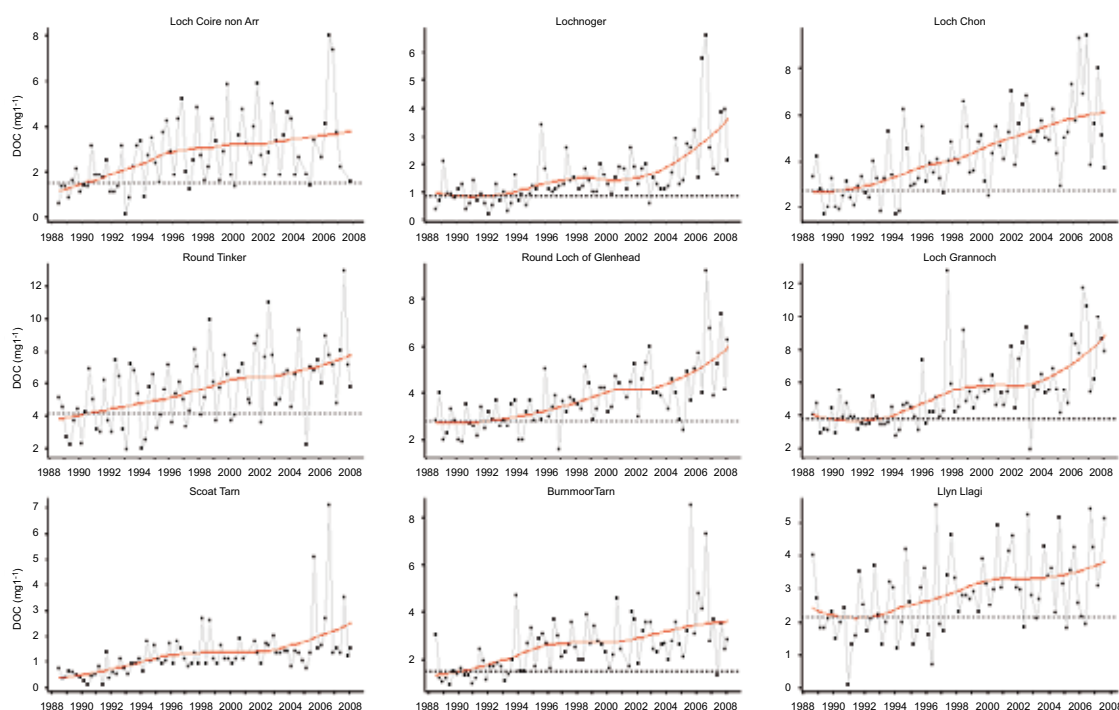 Loch Coire non Arr
Lochnoger
Loch Chon
DOC (mg1⁻¹)
8
6
4
2
0
6
5
4
3
2
1
0
8
6
4
2
1988 1990 1992 1994 1996 1998 2000 2002 2004 2006 2008
1988 1990 1992 1994 1996 1998 2000 2002 2004 2006 2008
1988 1990 1992 1994 1996 1998 2000 2002 2004 2006 2008
Round Tinker
Round Loch of Glenhead
Loch Grannoch
DOC (mg1⁻¹)
12
10
8
6
4
2
8
6
4
2
12
10
8
6
4
2
1988 1990 1992 1994 1996 1998 2000 2002 2004 2006 2008
1988 1990 1992 1994 1996 1998 2000 2002 2004 2006 2008
1988 1990 1992 1994 1996 1998 2000 2002 2004 2006 2008
Scoat Tarn
BurnmoorTarn
Llyn Llagi
DOC (mg1⁻¹)
7
6
5
4
3
2
1
0
8
6
4
2
5
4
3
2
1
0
1988 1990 1992 1994 1996 1998 2000 2002 2004 2006 2008
1988 1990 1992 1994 1996 1998 2000 2002 2004 2006 2008
1988 1990 1992 1994 1996 1998 2000 2002 2004 2006 200